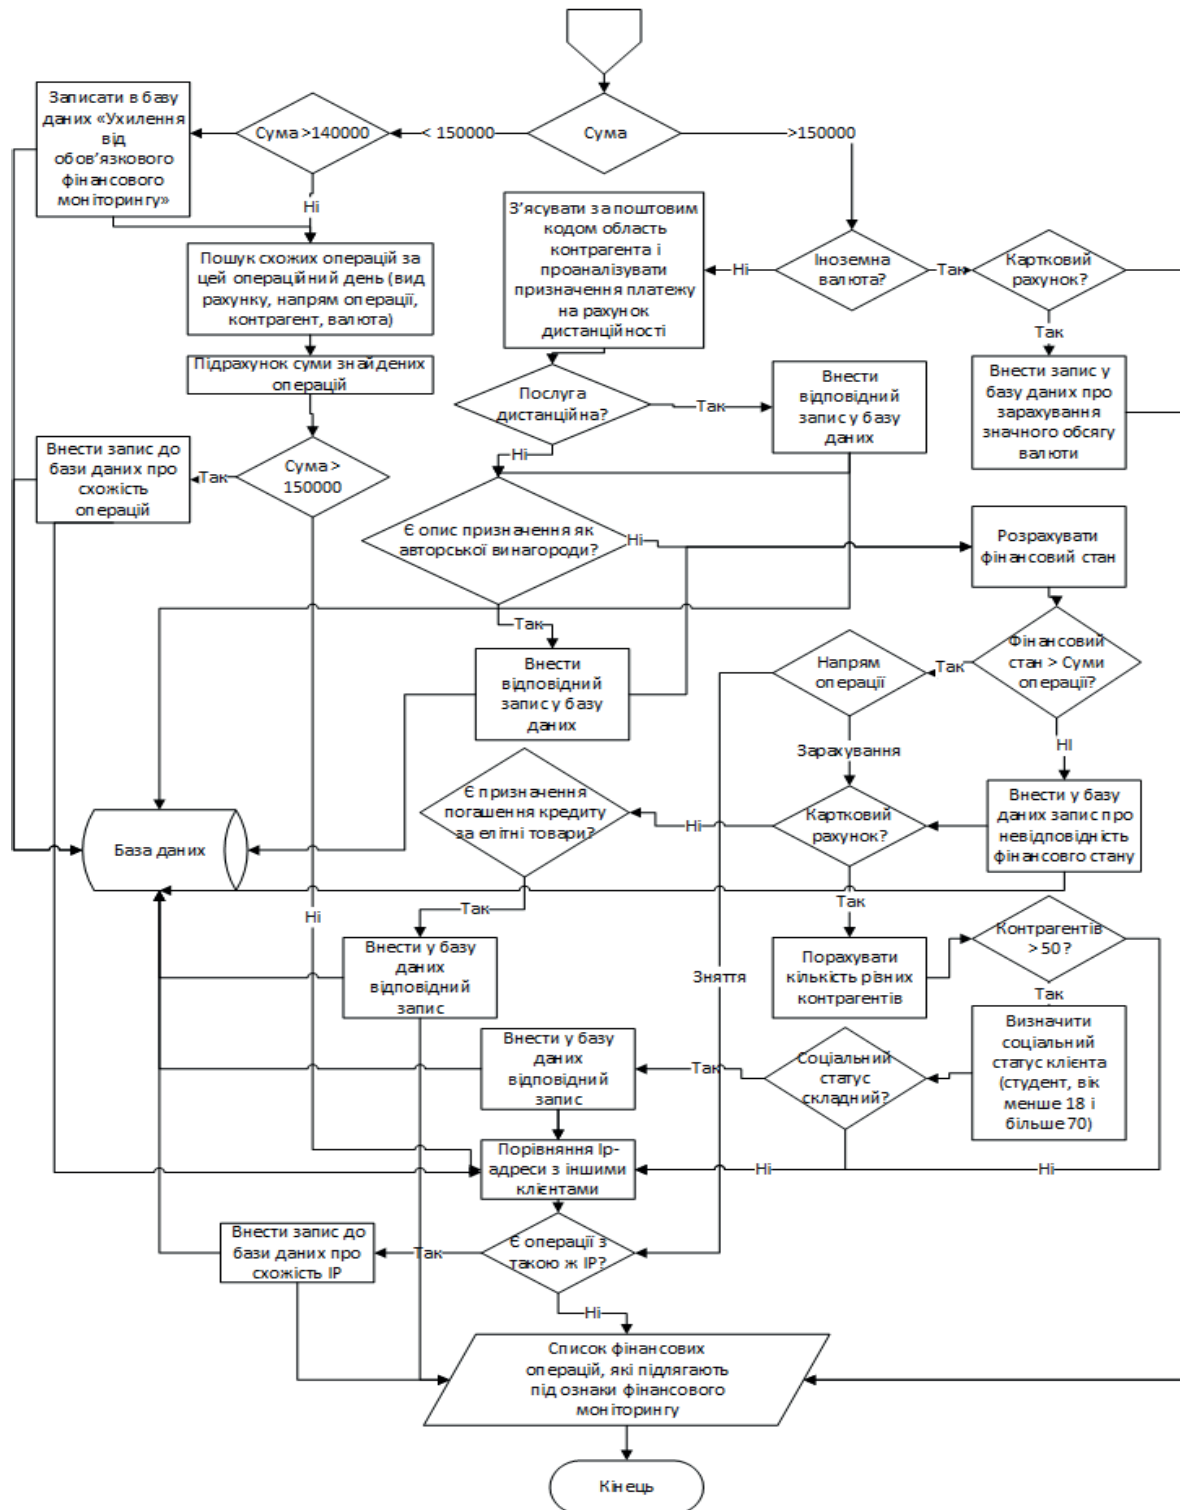 Записати в базу
даних «Ухилення
від
обов’язкового
фінансового
моніторингу»
Сума >140000
< 150000
Сума
>150000
Ні
З’ясувати за поштовим
кодом область
контрагента і
проаналізувати
призначення платежу
на рахунок
дистанційності
Ні
Іноземна
валюта?
Так
Картковий
рахунок?
Пошук схожих операцій за
цей операційний день (вид
рахунку, напрям операції,
контрагент, валюта)
Так
Підрахунок суми знайдених
операцій
Послуга
дистанційна?
Так
Внести
відповідний
запис у базу
даних
Внести запис у
базу даних про
зарахування
значного обсягу
валюти
Ні
Внести запис до
бази даних про
схожість
операцій
Так
Сума >
150000
Є опис призначення як
авторської винагороди?
Ні
Розрахувати
фінансовий стан
Так
Внести
відповідний
запис у базу
даних
Напрям
операції
Так
Фінансовий
стан > Суми
операції?
Зарахування
НІ
Є призначення
погашення кредиту
за елітні товари?
Ні
Картковий
рахунок?
Внести у базу
даних запис про
невідповідність
фінансовго стану
База даних
Ні
Так
Так
Внести у базу
даних
відповідний
запис
Зняття
Порахувати
кількість різних
контрагентів
Контрагентів
> 50?
Так
Внести у базу
даних
відповідний
запис
Так
Соціальний
статус
складний?
Визначити
соціальний
статус клієнта
(студент, вік
менше 18 і
більше 70)
Порівняння Ір-
адреси з іншими
клієнтами
Ні
Ні
Внести запис до
бази даних про
схожість ІР
Так
Є операції з
такою ж ІР?
Ні
Список фінансових
операцій, які підлягають
під ознаки фінансового
моніторингу
Кінець